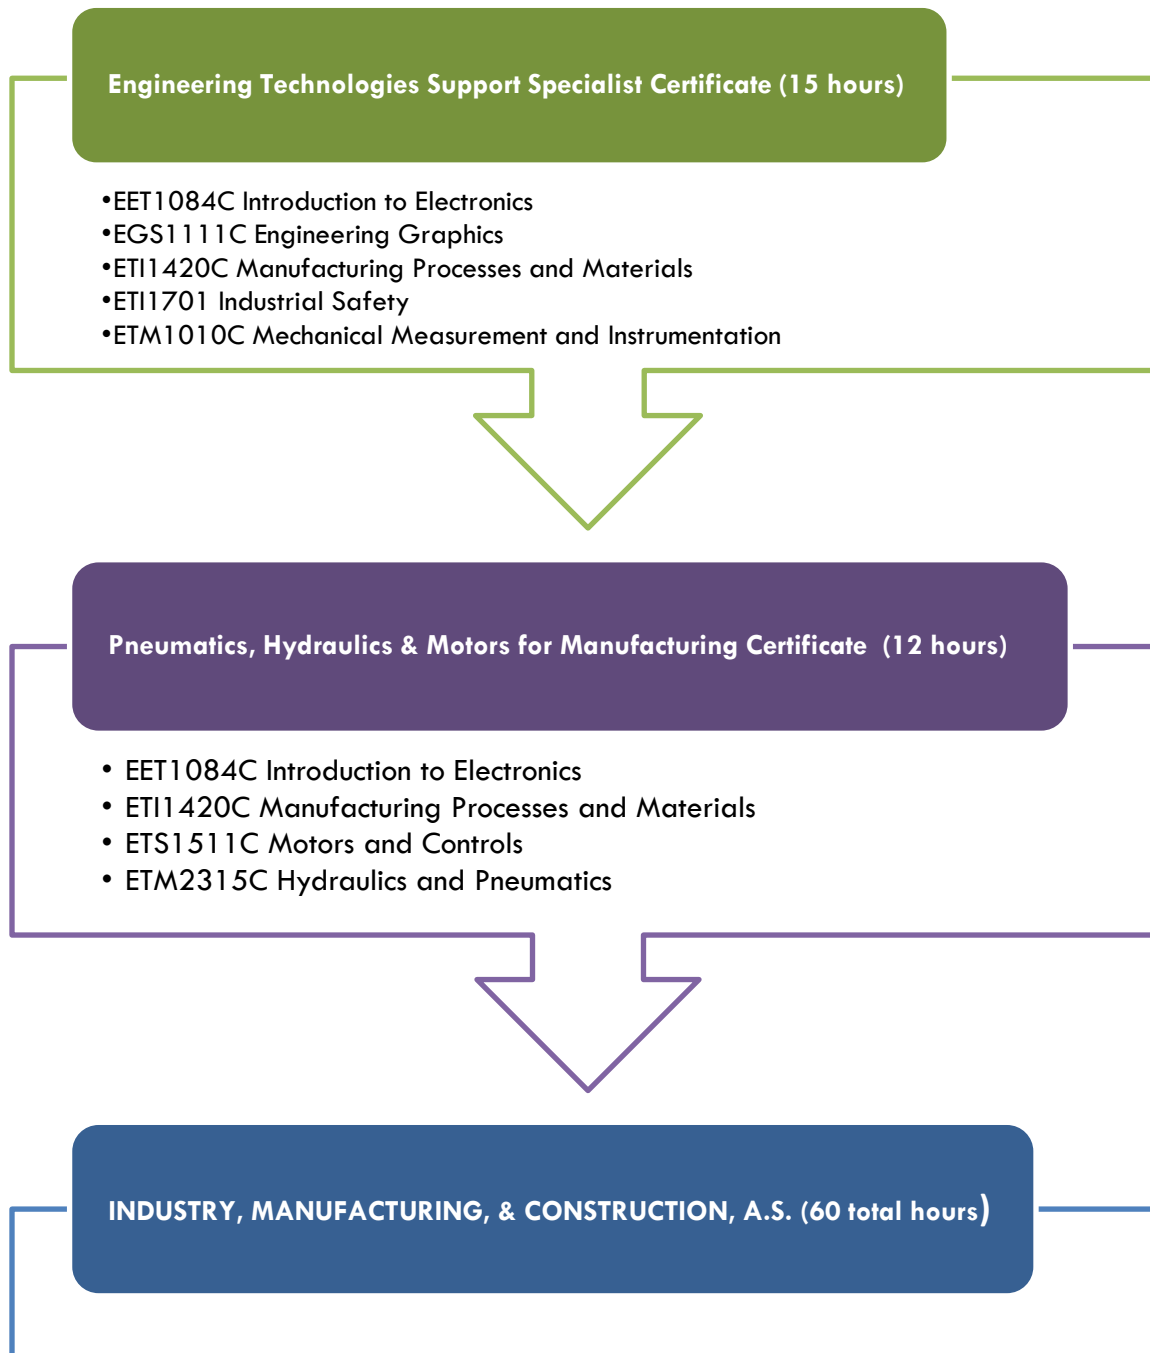 Engineering Technologies Support Specialist Certificate (15 hours)
•EET1084C Introduction to Electronics
•EGS1111C Engineering Graphics
•ETI1420C Manufacturing Processes and Materials
•ETI1701 Industrial Safety
•ETM1010C Mechanical Measurement and Instrumentation
Pneumatics, Hydraulics & Motors for Manufacturing Certificate (12 hours)
• EET1084C Introduction to Electronics
• ETI1420C Manufacturing Processes and Materials
• ETS1511C Motors and Controls
• ETM2315C Hydraulics and Pneumatics
INDUSTRY, MANUFACTURING, & CONSTRUCTION, A.S. (60 total hours)